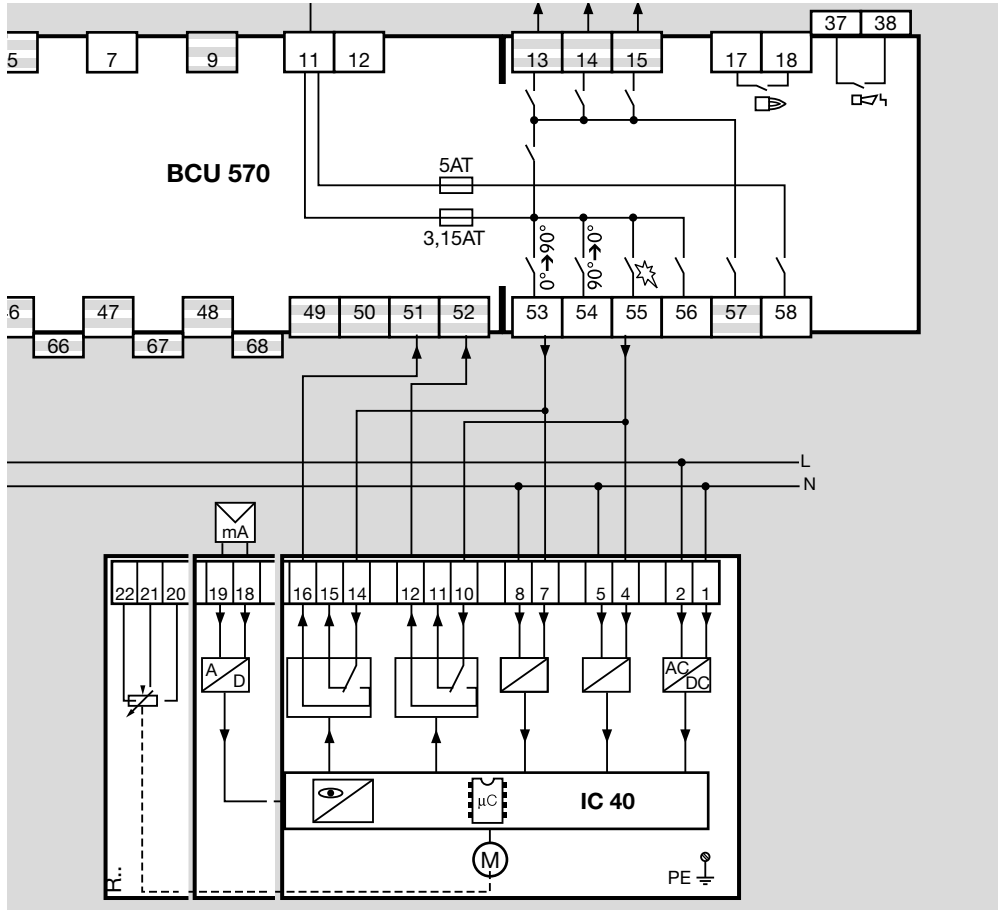 37 38
5 7 9 11 12 13 14 15 17 18
BCU 570
5AT
3,15AT
0°→90° 90°→0°
47 48 49 50 51 52 53 54 55 56 57 58
66 67 68
L
N
mA
22 21 20 19 18 16 15 14 12 11 10 8 7 5 4 2 1
A D AC DC
µC IC 40
M
PE
R..